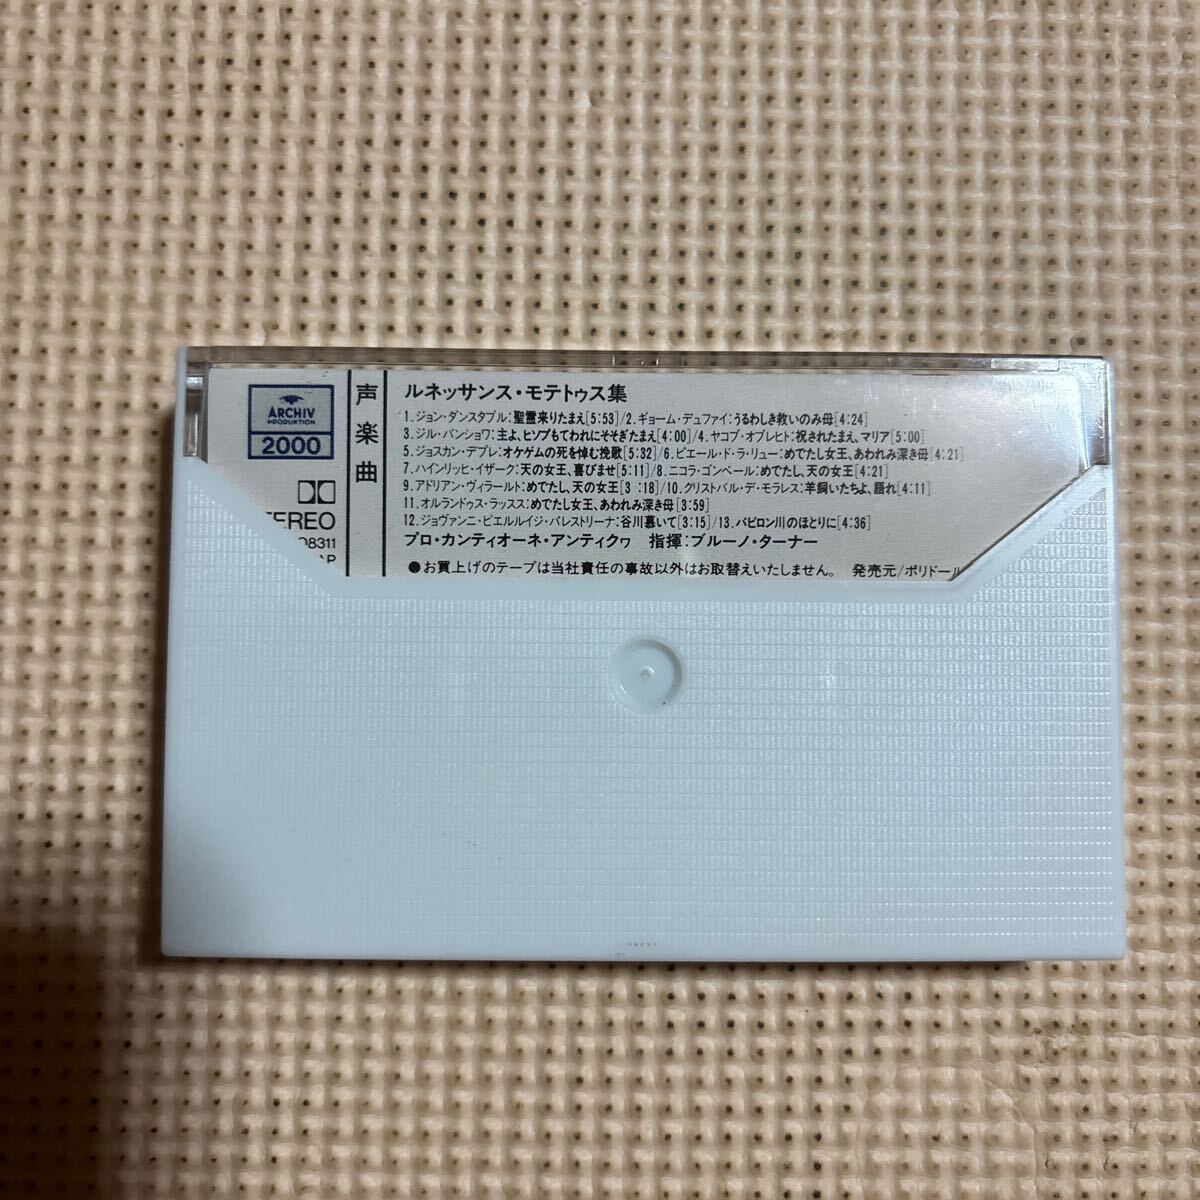 ARCHIV
PRODUKTION
2000
TEREO
08311
声楽曲
ルネッサンス・モテトゥス集
1.ジョン・ダンスタブル:聖霊来りたまえ[5:53]/2.ギョーム・デュファイ:うるわしき救いのみ母[4:24]
3.ジル・バンショワ:主よ、ヒソプもてわれにそそぎたまえ[4:00]/4.ヤコブ・オブレヒト:祝されたまえ、マリア[5:00]
5.ジョスカン・デプレ:オケゲムの死を悼む挽歌[5:32]/6.ピエール・ド・ラ・リュー:めでたし女王、あわれみ深き母[4:21]
7.ハインリッヒ・イザーク:天の女王、喜びませ[5:11]/8.ニコラ・ゴンベール:めでたし、天の女王[4:21]
9.アドリアン・ヴィラールト:めでたし、天の女王[3:18]/10.クリストバル・デ・モラレス:羊飼いたちよ、語れ[4:11]
11.オルランドゥス・ラッスス:めでたし女王、あわれみ深き母[3:59]
12.ジョヴァンニ・ピエルルイジ・パレストリーナ:谷川慕いて[3:15]/13.バビロン川のほとりに[4:36]
プロ・カンティオーネ・アンティクヮ 指揮:ブルーノ・ターナー
●お買上げのテープは当社責任の事故以外はお取替えいたしません。 発売元/ポリドール